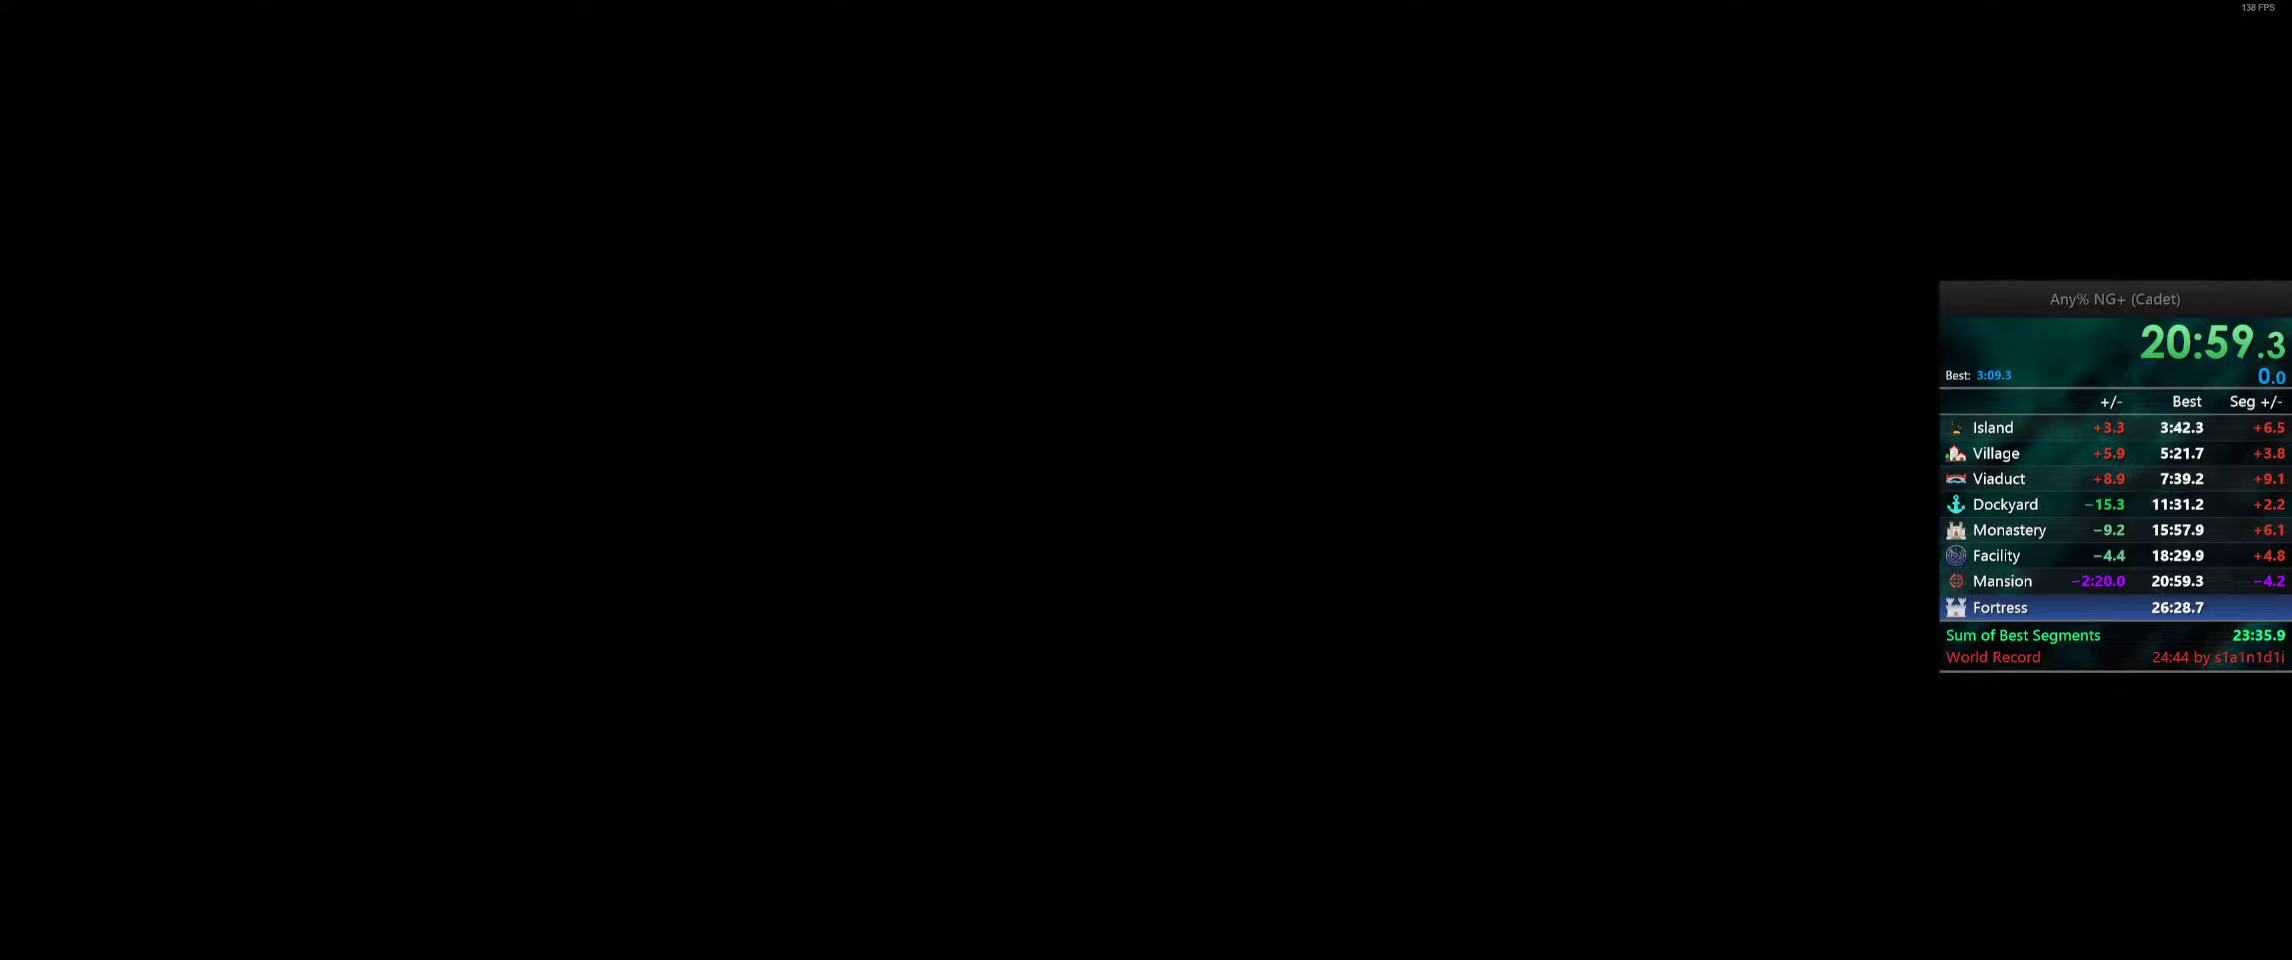 138 FPS
Any% NG+ (Cadet)
20:59.3
Best: 3:09.3 0.0
+/- Best Seg +/-
Island +3.3 3:42.3 +6.5
Village +5.9 5:21.7 +3.8
Viaduct +8.9 7:39.2 +9.1
Dockyard −15.3 11:31.2 +2.2
Monastery −9.2 15:57.9 +6.1
Facility −4.4 18:29.9 +4.8
Mansion −2:20.0 20:59.3 −4.2
Fortress 26:28.7
Sum of Best Segments 23:35.9
World Record 24:44 by s1a1n1d1i